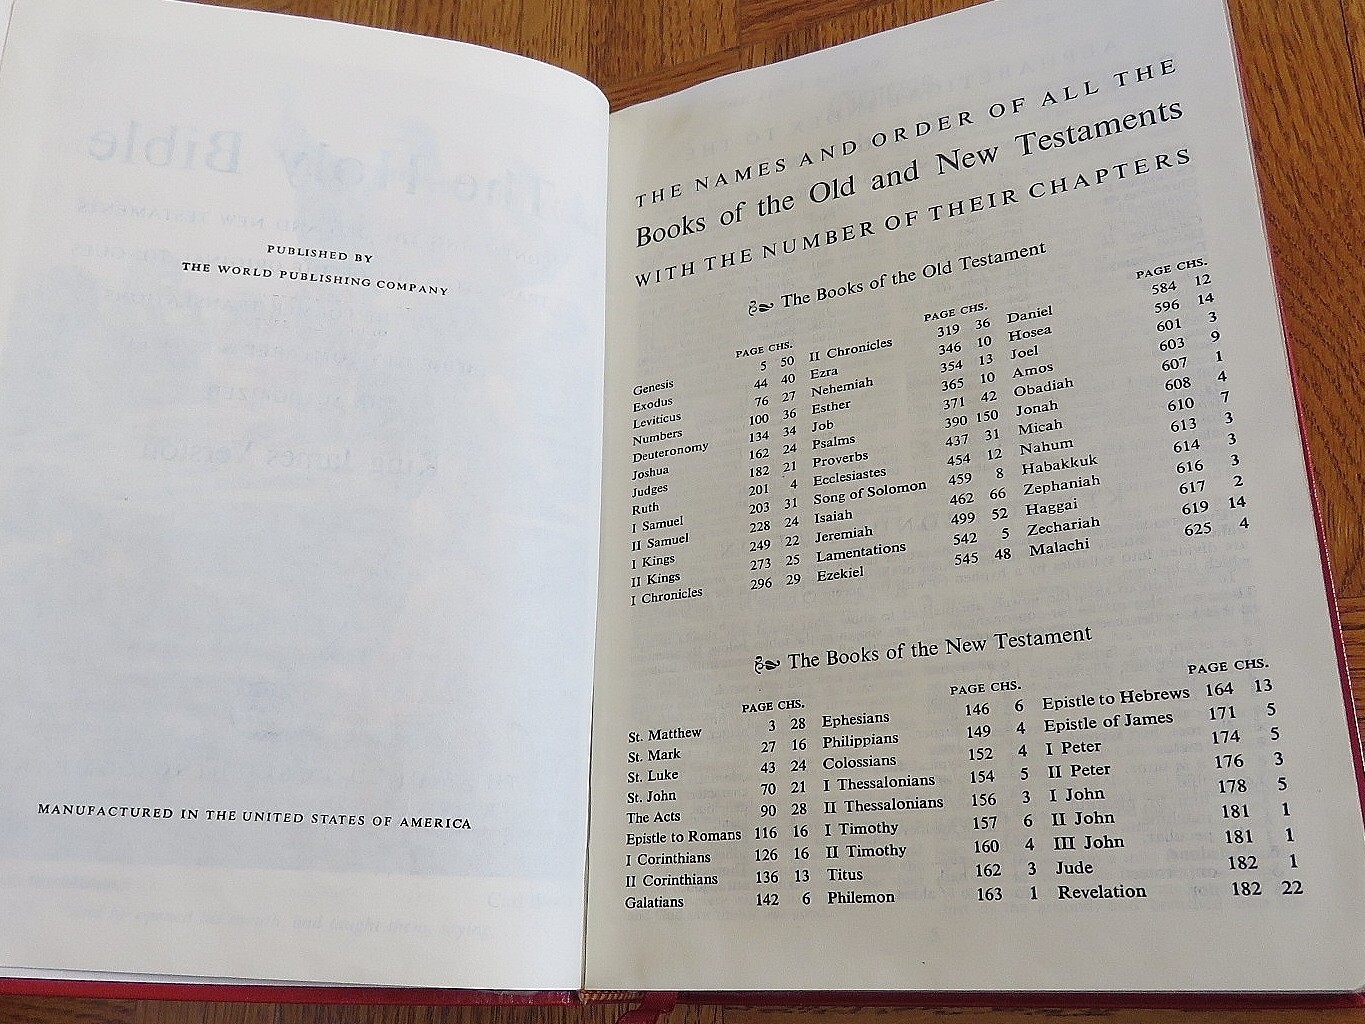 PUBLISHED BY
THE WORLD PUBLISHING COMPANY
MANUFACTURED IN THE UNITED STATES OF AMERICA
THE NAMES AND ORDER OF ALL THE
Books of the Old and New Testaments
WITH THE NUMBER OF THEIR CHAPTERS
The Books of the Old Testament
PAGE CHS.
Genesis 5 50
Exodus 44 40
Leviticus 76 27
Numbers 100 36
Deuteronomy 134 34
Joshua 162 24
Judges 182 21
Ruth 201 4
I Samuel 203 31
II Samuel 228 24
I Kings 249 22
II Kings 273 25
I Chronicles 296 29
PAGE CHS.
II Chronicles 319 36
Ezra 346 10
Nehemiah 354 13
Esther 365 10
Job 371 42
Psalms 390 150
Proverbs 437 31
Ecclesiastes 454 12
Song of Solomon 459 8
Isaiah 462 66
Jeremiah 499 52
Lamentations 542 5
Ezekiel 545 48
PAGE CHS.
Daniel 584 12
Hosea 596 14
Joel 601 3
Amos 603 9
Obadiah 607 1
Jonah 608 4
Micah 610 7
Nahum 613 3
Habakkuk 614 3
Zephaniah 616 3
Haggai 617 2
Zechariah 619 14
Malachi 625 4
The Books of the New Testament
PAGE CHS.
St. Matthew 3 28
St. Mark 27 16
St. Luke 43 24
St. John 70 21
The Acts 90 28
Epistle to Romans 116 16
I Corinthians 126 16
II Corinthians 136 13
Galatians 142 6
PAGE CHS.
Ephesians 146 6
Philippians 149 4
Colossians 152 4
I Thessalonians 154 5
II Thessalonians 156 3
I Timothy 157 6
II Timothy 160 4
Titus 162 3
Philemon 163 1
PAGE CHS.
Epistle to Hebrews 164 13
Epistle of James 171 5
I Peter 174 5
II Peter 176 3
I John 178 5
II John 181 1
III John 181 1
Jude 182 1
Revelation 182 22